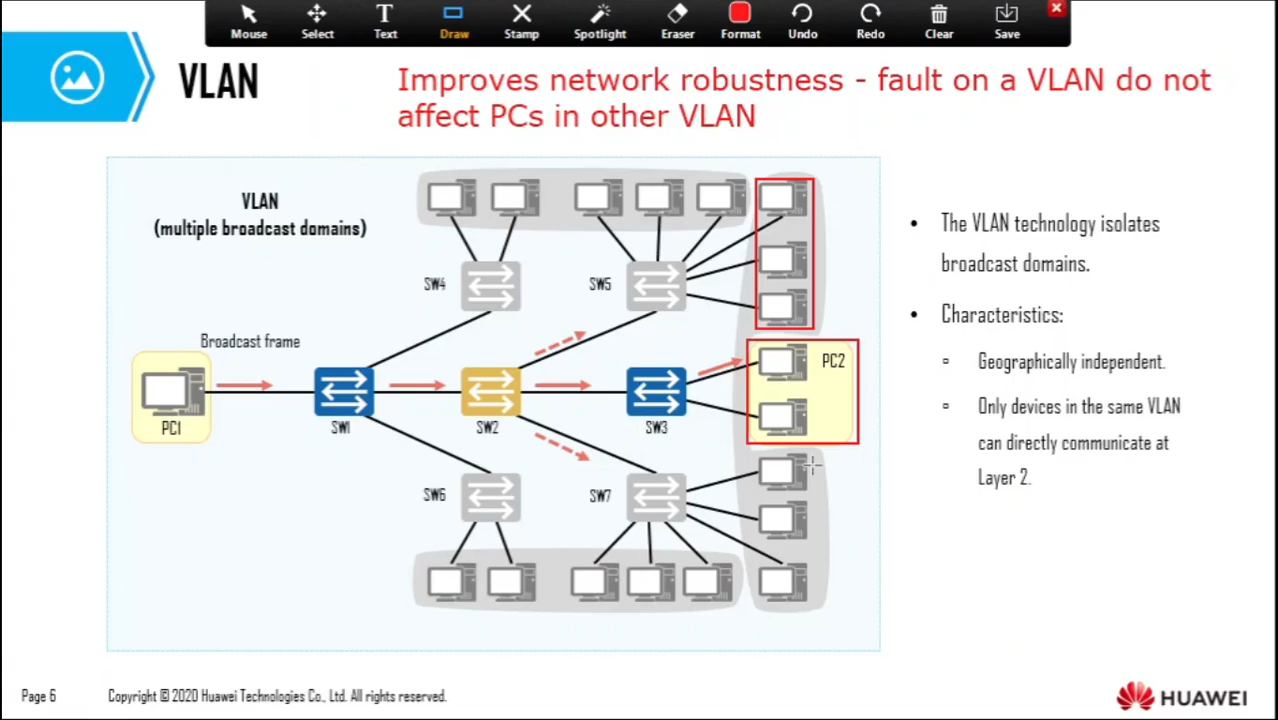 Mouse
Select
Text
Draw
Stamp
Spotlight
Eraser
Format
Undo
Redo
Clear
Save
VLAN
Improves network robustness - fault on a VLAN do not
affect PCs in other VLAN
VLAN
(multiple broadcast domains)
SW4
SW5
Broadcast frame
PC1
SW1
SW2
SW3
PC2
SW6
SW7
• The VLAN technology isolates
broadcast domains.
• Characteristics:
▫ Geographically independent.
▫ Only devices in the same VLAN
can directly communicate at
Layer 2.
Page 6
Copyright © 2020 Huawei Technologies Co., Ltd. All rights reserved.
HUAWEI